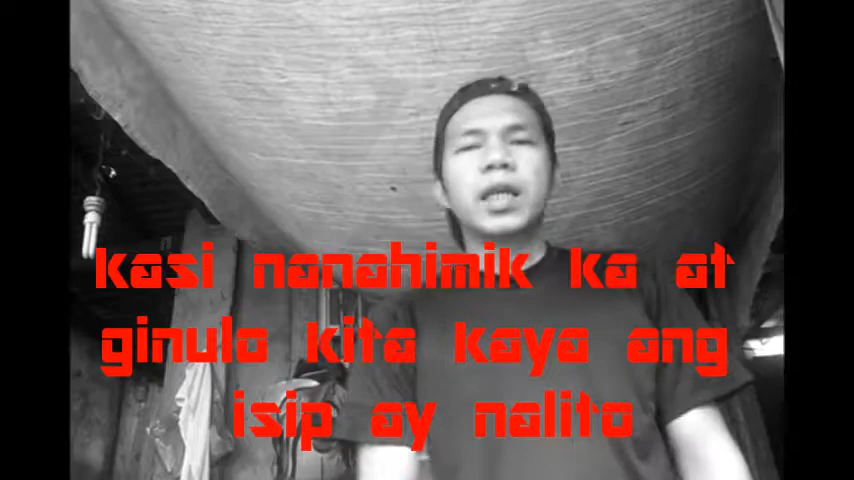 kasi nanahimik ka at
ginulo kita kaya ang
isip ay nalito